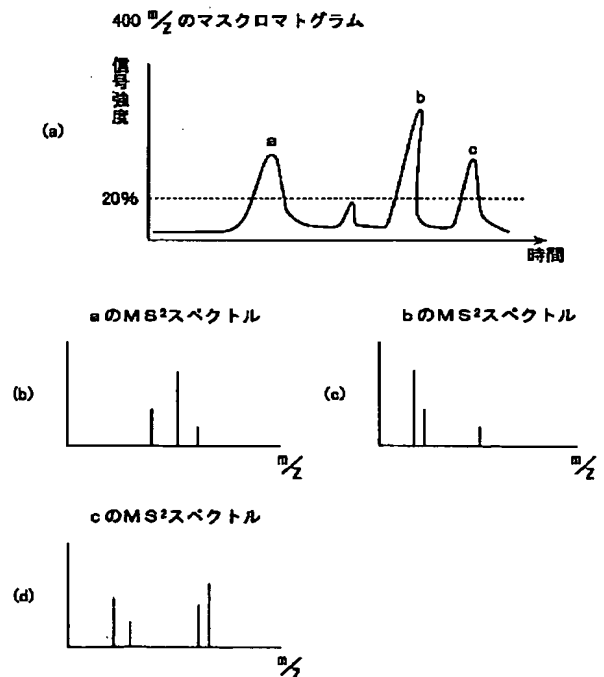 400 m/z のマスクロマトグラム
信号強度
(a)
a
b
c
20%
時間
aのMS²スペクトル
bのMS²スペクトル
(b)
(c)
m/z
m/z
cのMS²スペクトル
(d)
m/z